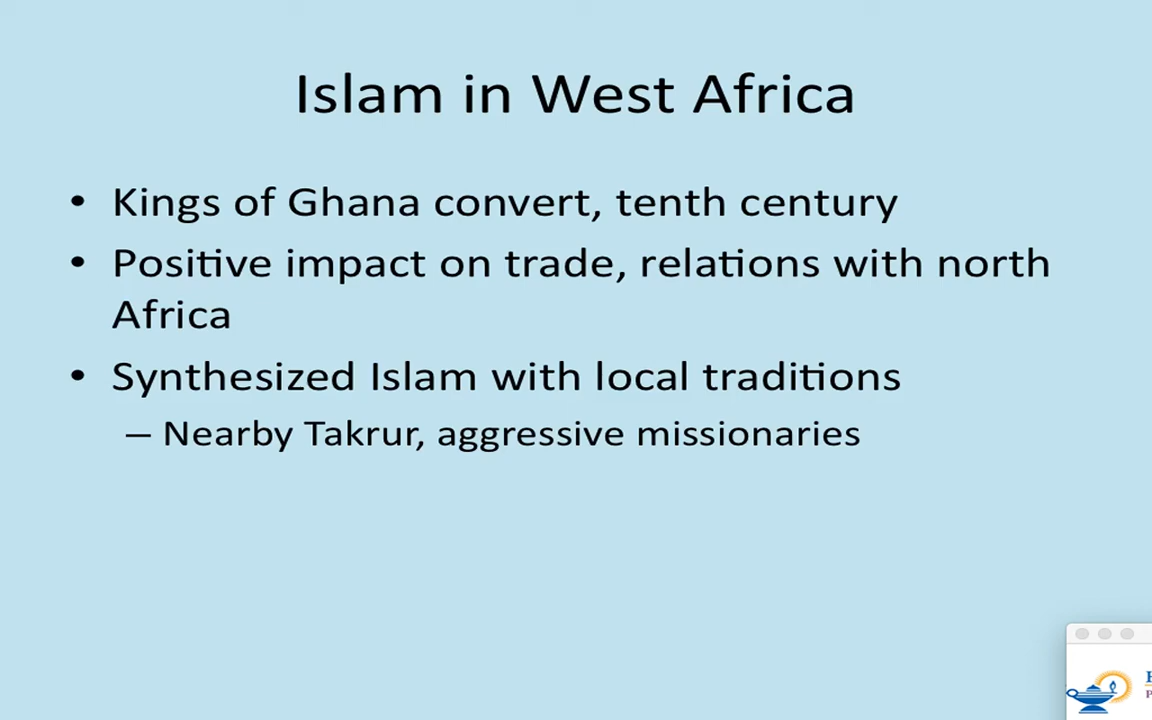 Islam in West Africa
• Kings of Ghana convert, tenth century
• Positive impact on trade, relations with north
Africa
• Synthesized Islam with local traditions
– Nearby Takrur, aggressive missionaries